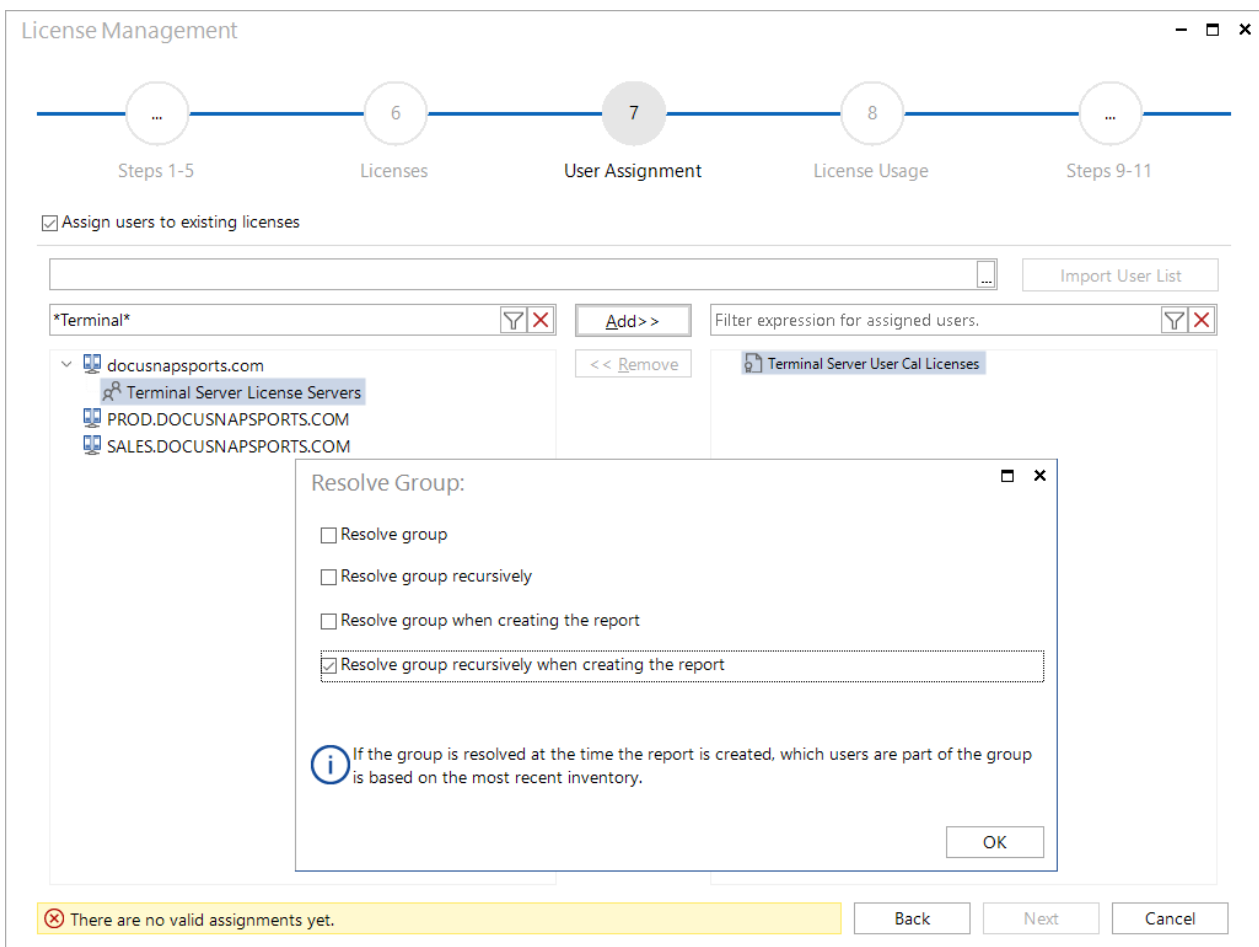 License Management
...
6
7
8
...
Steps 1-5
Licenses
User Assignment
License Usage
Steps 9-11
Assign users to existing licenses
...
Import User List
*Terminal*
Add>>
Filter expression for assigned users.
docusnapsports.com
<< Remove
Terminal Server User Cal Licenses
Terminal Server License Servers
PROD.DOCUSNAPSPORTS.COM
SALES.DOCUSNAPSPORTS.COM
Resolve Group:
Resolve group
Resolve group recursively
Resolve group when creating the report
Resolve group recursively when creating the report
If the group is resolved at the time the report is created, which users are part of the group
is based on the most recent inventory.
OK
There are no valid assignments yet.
Back
Next
Cancel